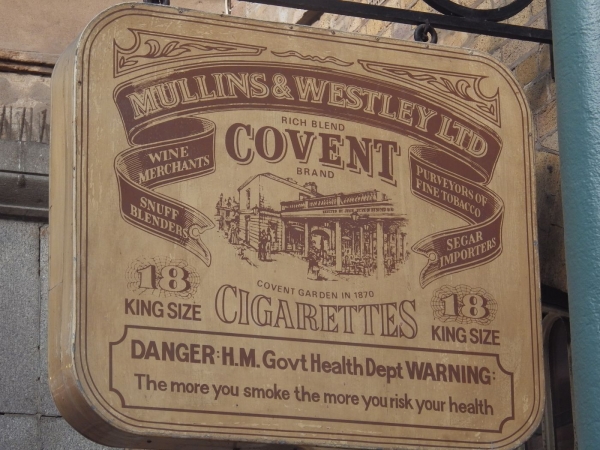 MULLINS & WESTLEY LTD
RICH BLEND
COVENT
BRAND
WINE
MERCHANTS
SNUFF
BLENDERS
PURVEYORS OF
FINE TOBACCO
SEGAR
IMPORTERS
COVENT GARDEN IN 1870
CIGARETTES
18
KING SIZE
18
KING SIZE
DANGER: H.M. Govt Health Dept WARNING:
The more you smoke the more you risk your health